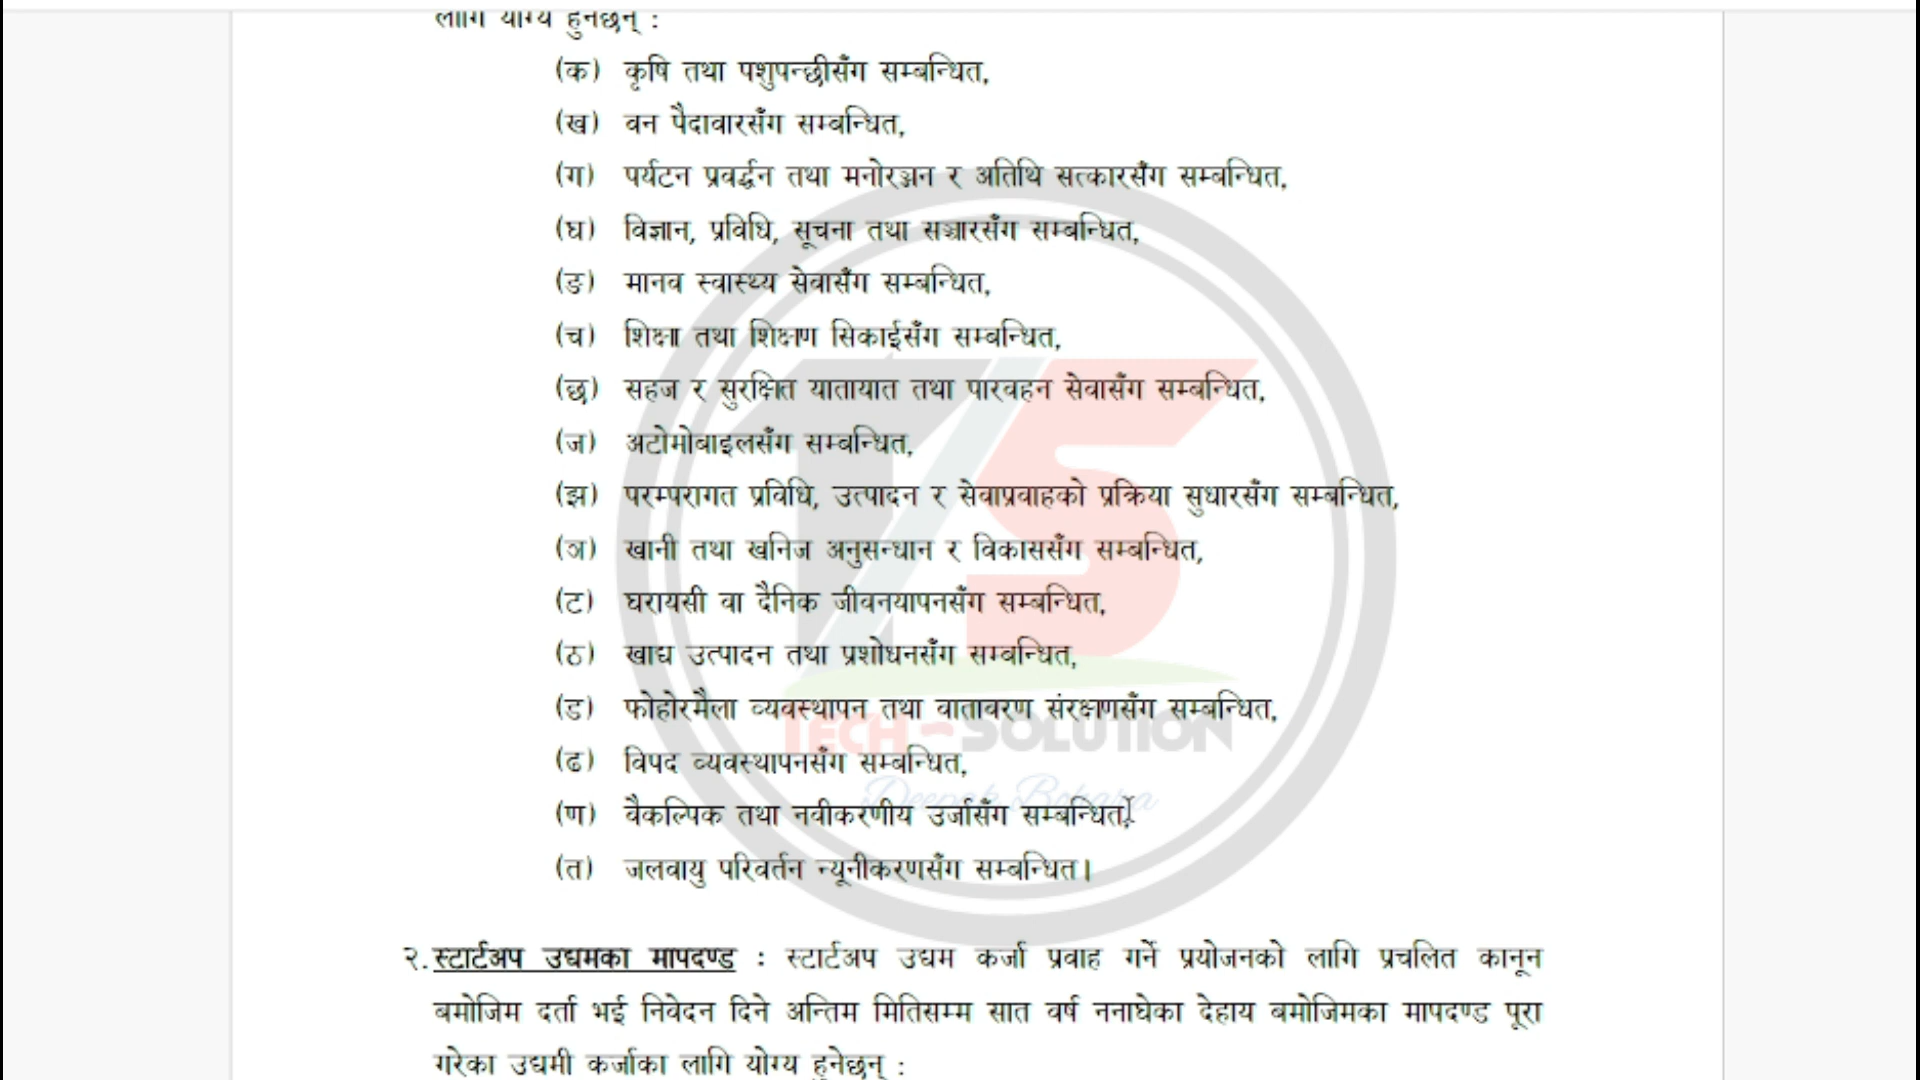 लागि योग्य हुनेछन् :
(क) कृषि तथा पशुपन्छीसँग सम्बन्धित,
(ख) वन पैदावारसँग सम्बन्धित,
(ग) पर्यटन प्रवर्द्धन तथा मनोरञ्जन र अतिथि सत्कारसँग सम्बन्धित,
(घ) विज्ञान, प्रविधि, सूचना तथा सञ्चारसँग सम्बन्धित,
(ङ) मानव स्वास्थ्य सेवासँग सम्बन्धित,
(च) शिक्षा तथा शिक्षण सिकाईसँग सम्बन्धित,
(छ) सहज र सुरक्षित यातायात तथा पारवहन सेवासँग सम्बन्धित,
(ज) अटोमोबाइलसँग सम्बन्धित,
(झ) परम्परागत प्रविधि, उत्पादन र सेवाप्रवाहको प्रक्रिया सुधारसँग सम्बन्धित,
(ञ) खानी तथा खनिज अनुसन्धान र विकाससँग सम्बन्धित,
(ट) घरायसी वा दैनिक जीवनयापनसँग सम्बन्धित,
(ठ) खाद्य उत्पादन तथा प्रशोधनसँग सम्बन्धित,
(ड) फोहोरमैला व्यवस्थापन तथा वातावरण संरक्षणसँग सम्बन्धित,
TECH-SOLUTION
(ढ) विपद व्यवस्थापनसँग सम्बन्धित,
Deepak Bohara
(ण) वैकल्पिक तथा नवीकरणीय उर्जासँग सम्बन्धित,
(त) जलवायु परिवर्तन न्यूनीकरणसँग सम्बन्धित।
२. स्टार्टअप उद्यमका मापदण्ड : स्टार्टअप उद्यम कर्जा प्रवाह गर्ने प्रयोजनको लागि प्रचलित कानून
बमोजिम दर्ता भई निवेदन दिने अन्तिम मितिसम्म सात वर्ष ननाघेका देहाय बमोजिमका मापदण्ड पूरा
गरेका उद्यमी कर्जाका लागि योग्य हुनेछन् :